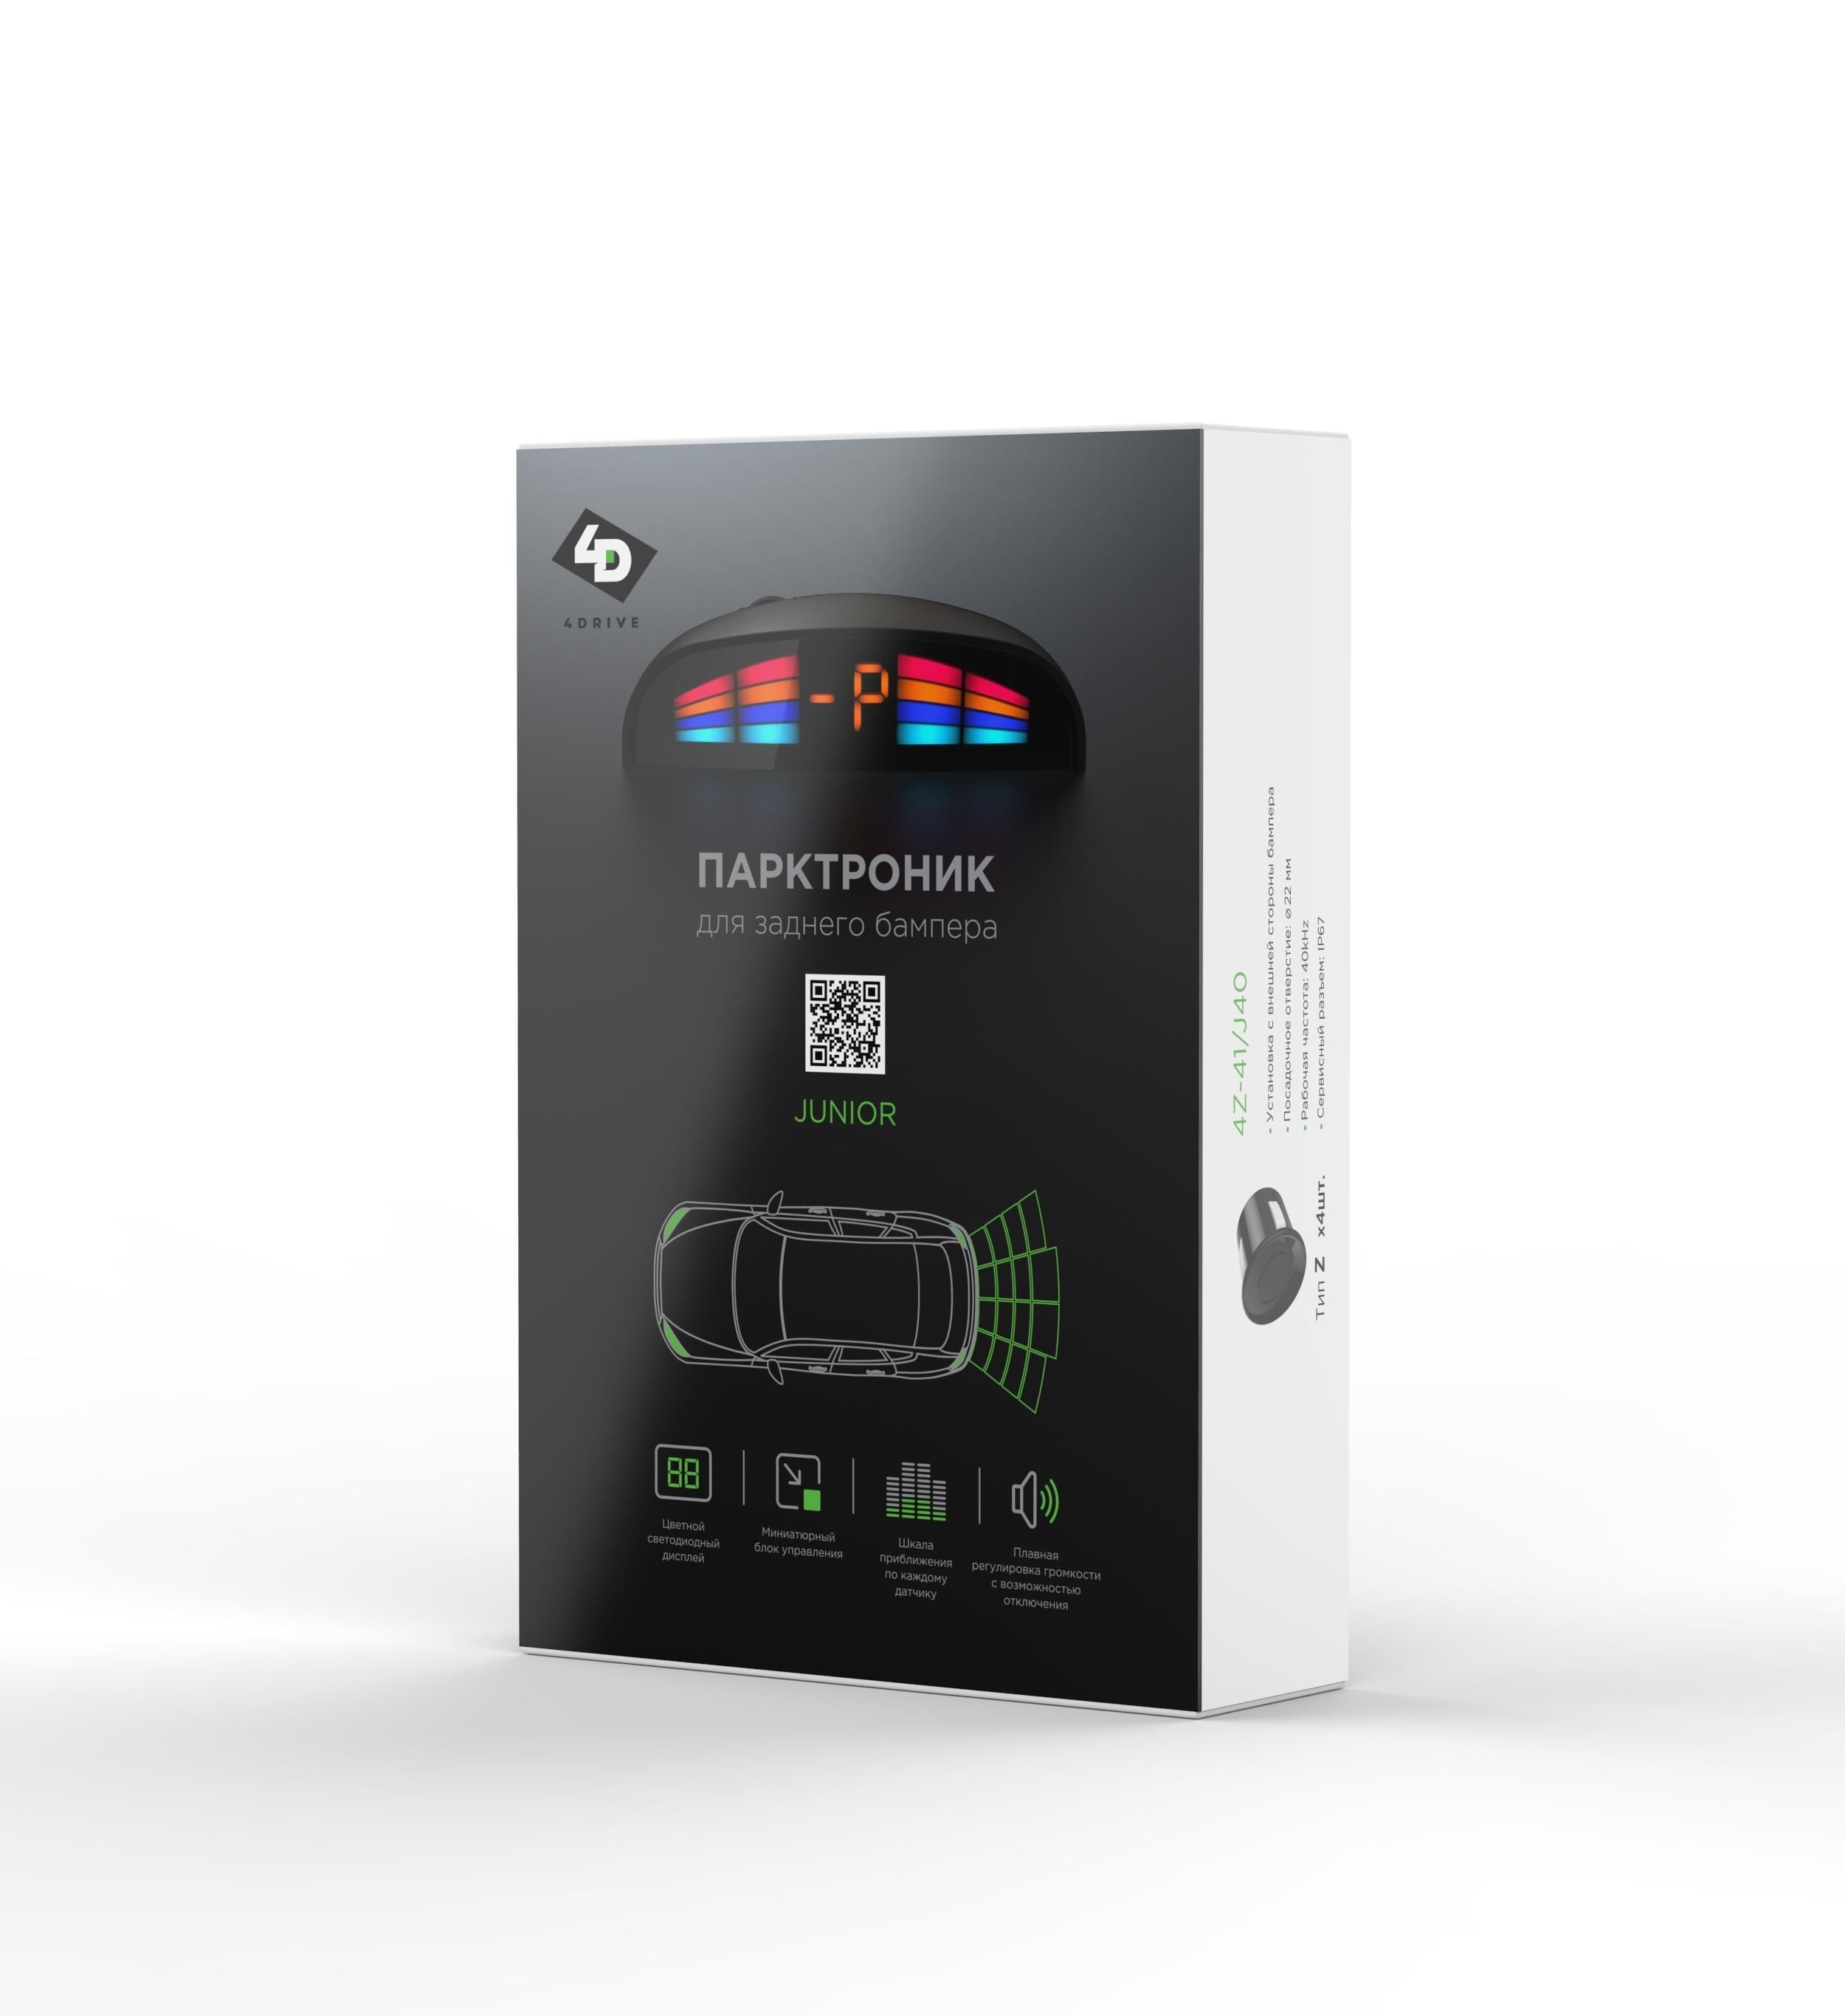 4D
4DRIVE
-P
ПАРКТРОНИК
для заднего бампера
JUNIOR
88
Цветной
светодиодный
дисплей
Миниатюрный
блок управления
Шкала
приближения
по каждому
датчику
Плавная
регулировка громкости
с возможностью
отключения
4Z-41/J40
• Установка с внешней стороны бампера
• Посадочное отверстие: ⌀22 мм
• Рабочая частота: 40kHz
• Сервисный разъем: IP67
Тип Z x4шт.